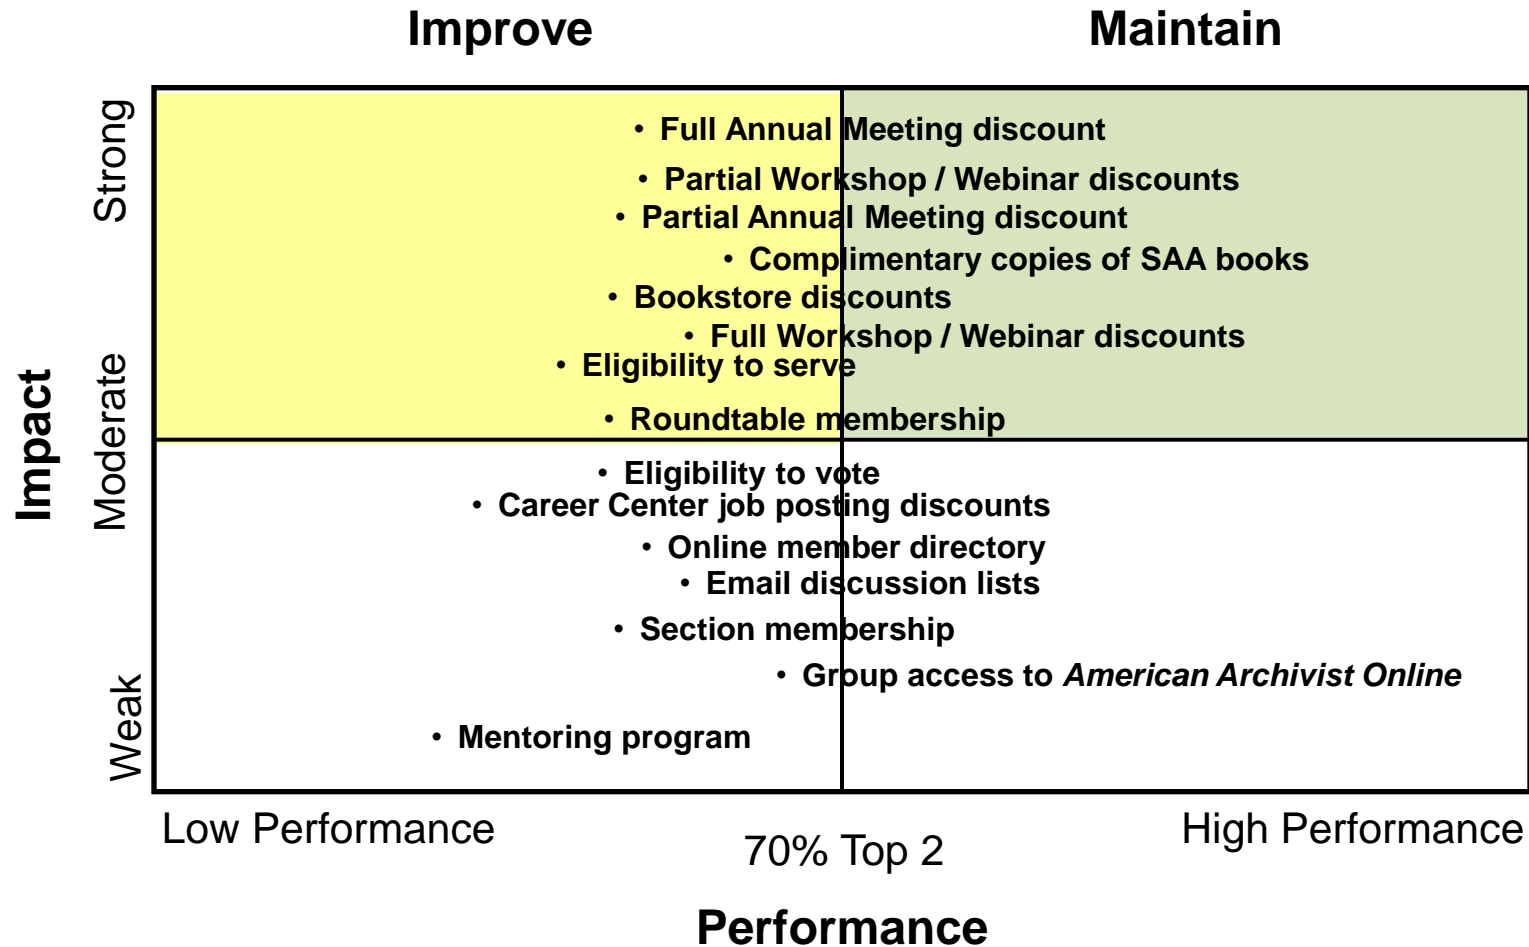 Improve
Maintain
Strong
• Full Annual Meeting discount
• Partial Workshop / Webinar discounts
• Partial Annual Meeting discount
• Complimentary copies of SAA books
• Bookstore discounts
• Full Workshop / Webinar discounts
• Eligibility to serve
• Roundtable membership
Impact
Moderate
• Eligibility to vote
• Career Center job posting discounts
• Online member directory
• Email discussion lists
• Section membership
• Group access to American Archivist Online
• Mentoring program
Weak
Low Performance
70% Top 2
High Performance
Performance